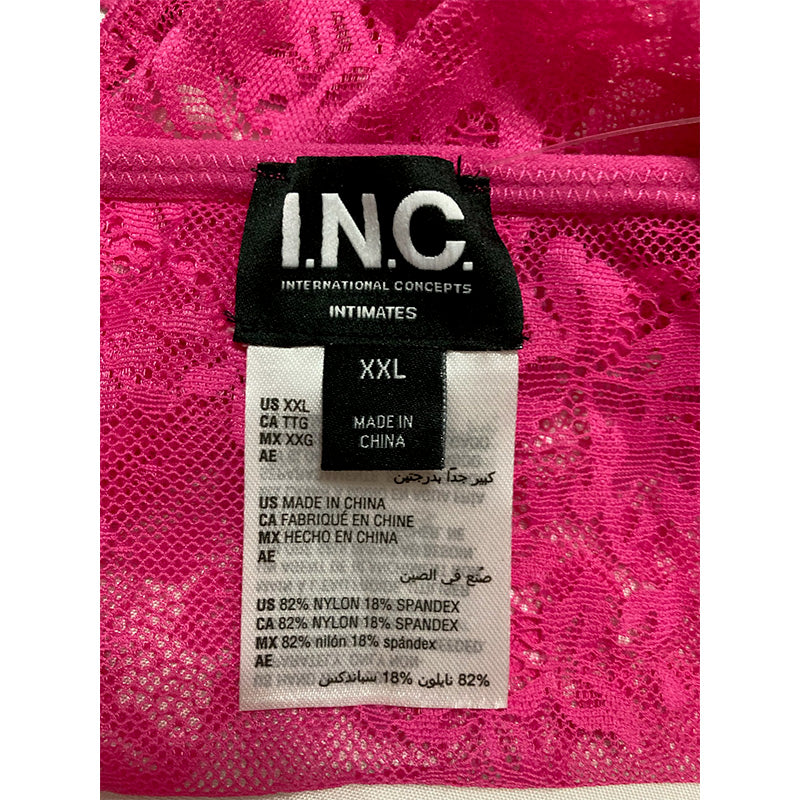 I.N.C.
INTERNATIONAL CONCEPTS
INTIMATES
XXL
MADE IN
CHINA
US XXL
CA TTG
MX XXG
AE
كبير جداً بدرجتين
US MADE IN CHINA
CA FABRIQUÉ EN CHINE
MX HECHO EN CHINA
AE
صنع في الصين
US 82% NYLON 18% SPANDEX
CA 82% NYLON 18% SPANDEX
MX 82% nilón 18% spándex
AE
82% نايلون 18% سباندكس